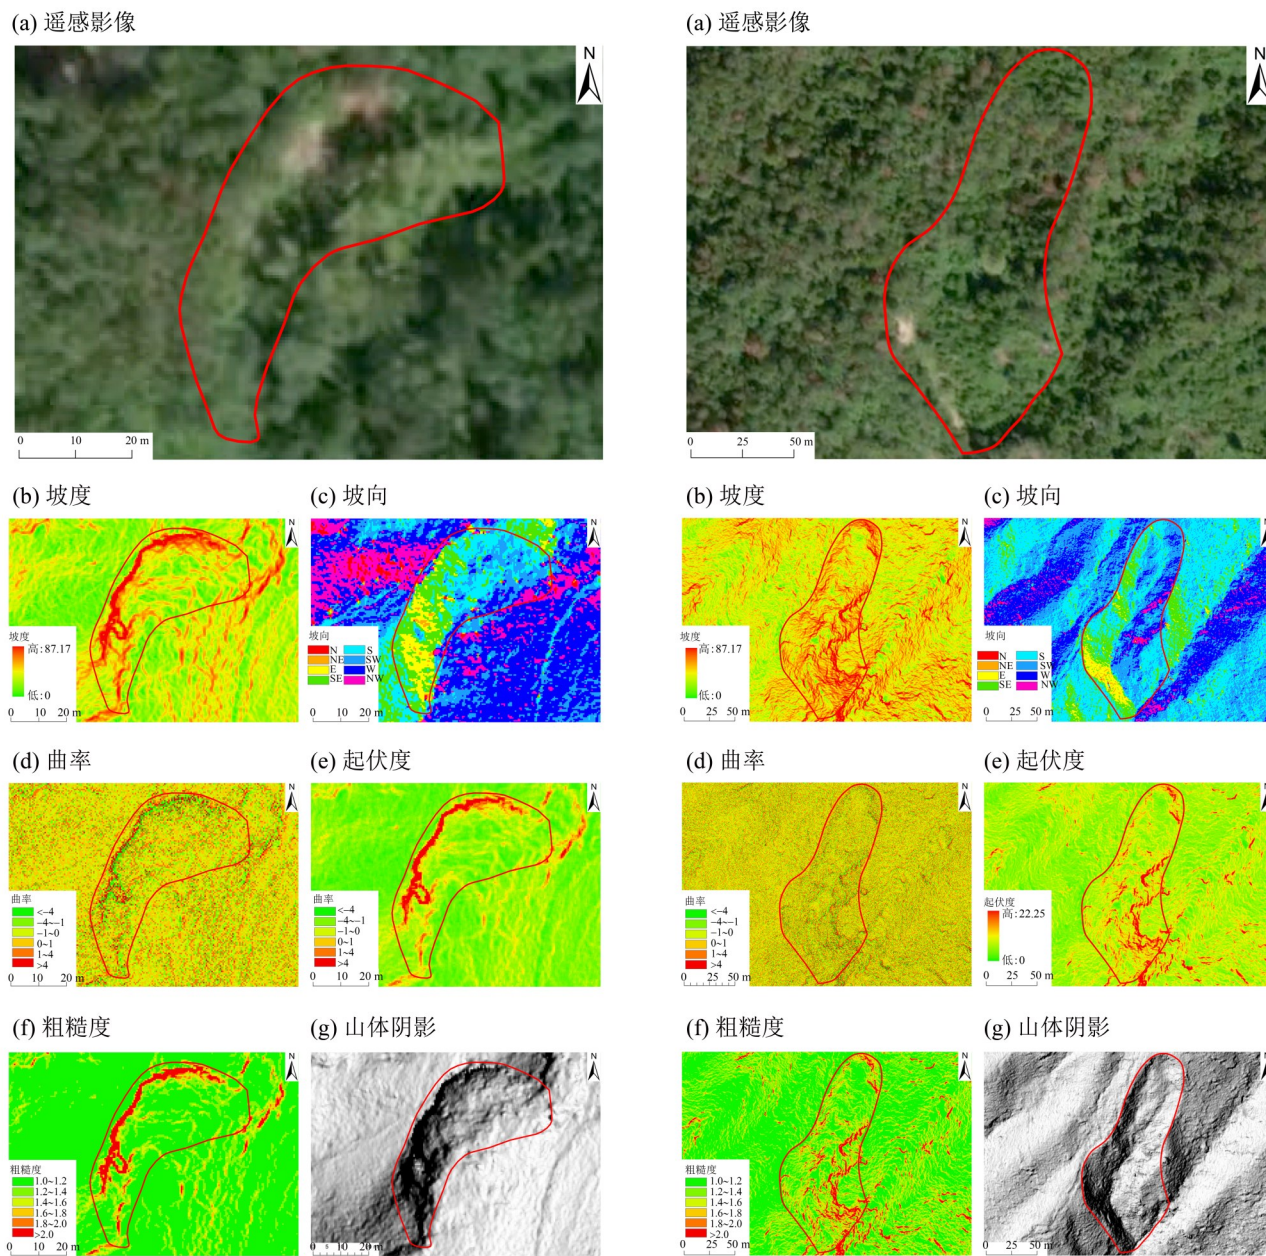 (a) 遥感影像
N
0 10 20 m
(b) 坡度
N
坡度
高:87.17
低:0
0 10 20 m
(c) 坡向
N
坡向
N S
NE SW
E W
SE NW
0 10 20 m
(d) 曲率
N
曲率
<-4
-4~-1
-1~0
0~1
1~4
>4
0 10 20 m
(e) 起伏度
N
曲率
<-4
-4~-1
-1~0
0~1
1~4
>4
0 10 20 m
(f) 粗糙度
N
粗糙度
1.0~1.2
1.2~1.4
1.4~1.6
1.6~1.8
1.8~2.0
>2.0
0 10 20 m
(g) 山体阴影
N
20 m
(a) 遥感影像
N
0 25 50 m
(b) 坡度
N
坡度
高:87.17
低:0
0 25 50 m
(c) 坡向
N
坡向
N S
NE SW
E W
SE NW
0 25 50 m
(d) 曲率
N
曲率
<-4
-4~-1
-1~0
0~1
1~4
>4
0 25 50 m
(e) 起伏度
N
起伏度
高:22.25
低:0
0 25 50 m
(f) 粗糙度
N
粗糙度
1.0~1.2
1.2~1.4
1.4~1.6
1.6~1.8
1.8~2.0
>2.0
0 25 50 m
(g) 山体阴影
N
0 25 50 m